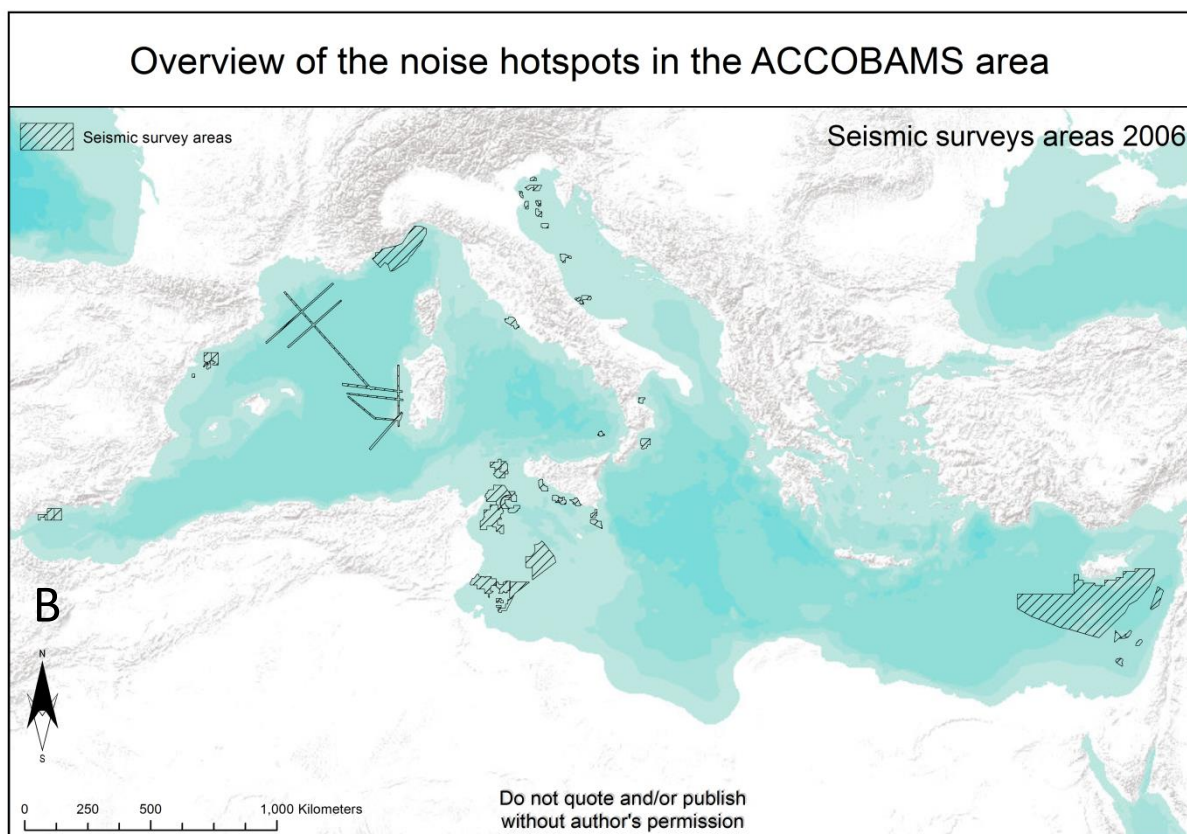 Overview of the noise hotspots in the ACCOBAMS area
Seismic survey areas
Seismic surveys areas 2006
B
N
S
0 250 500 1,000 Kilometers
Do not quote and/or publish
without author's permission